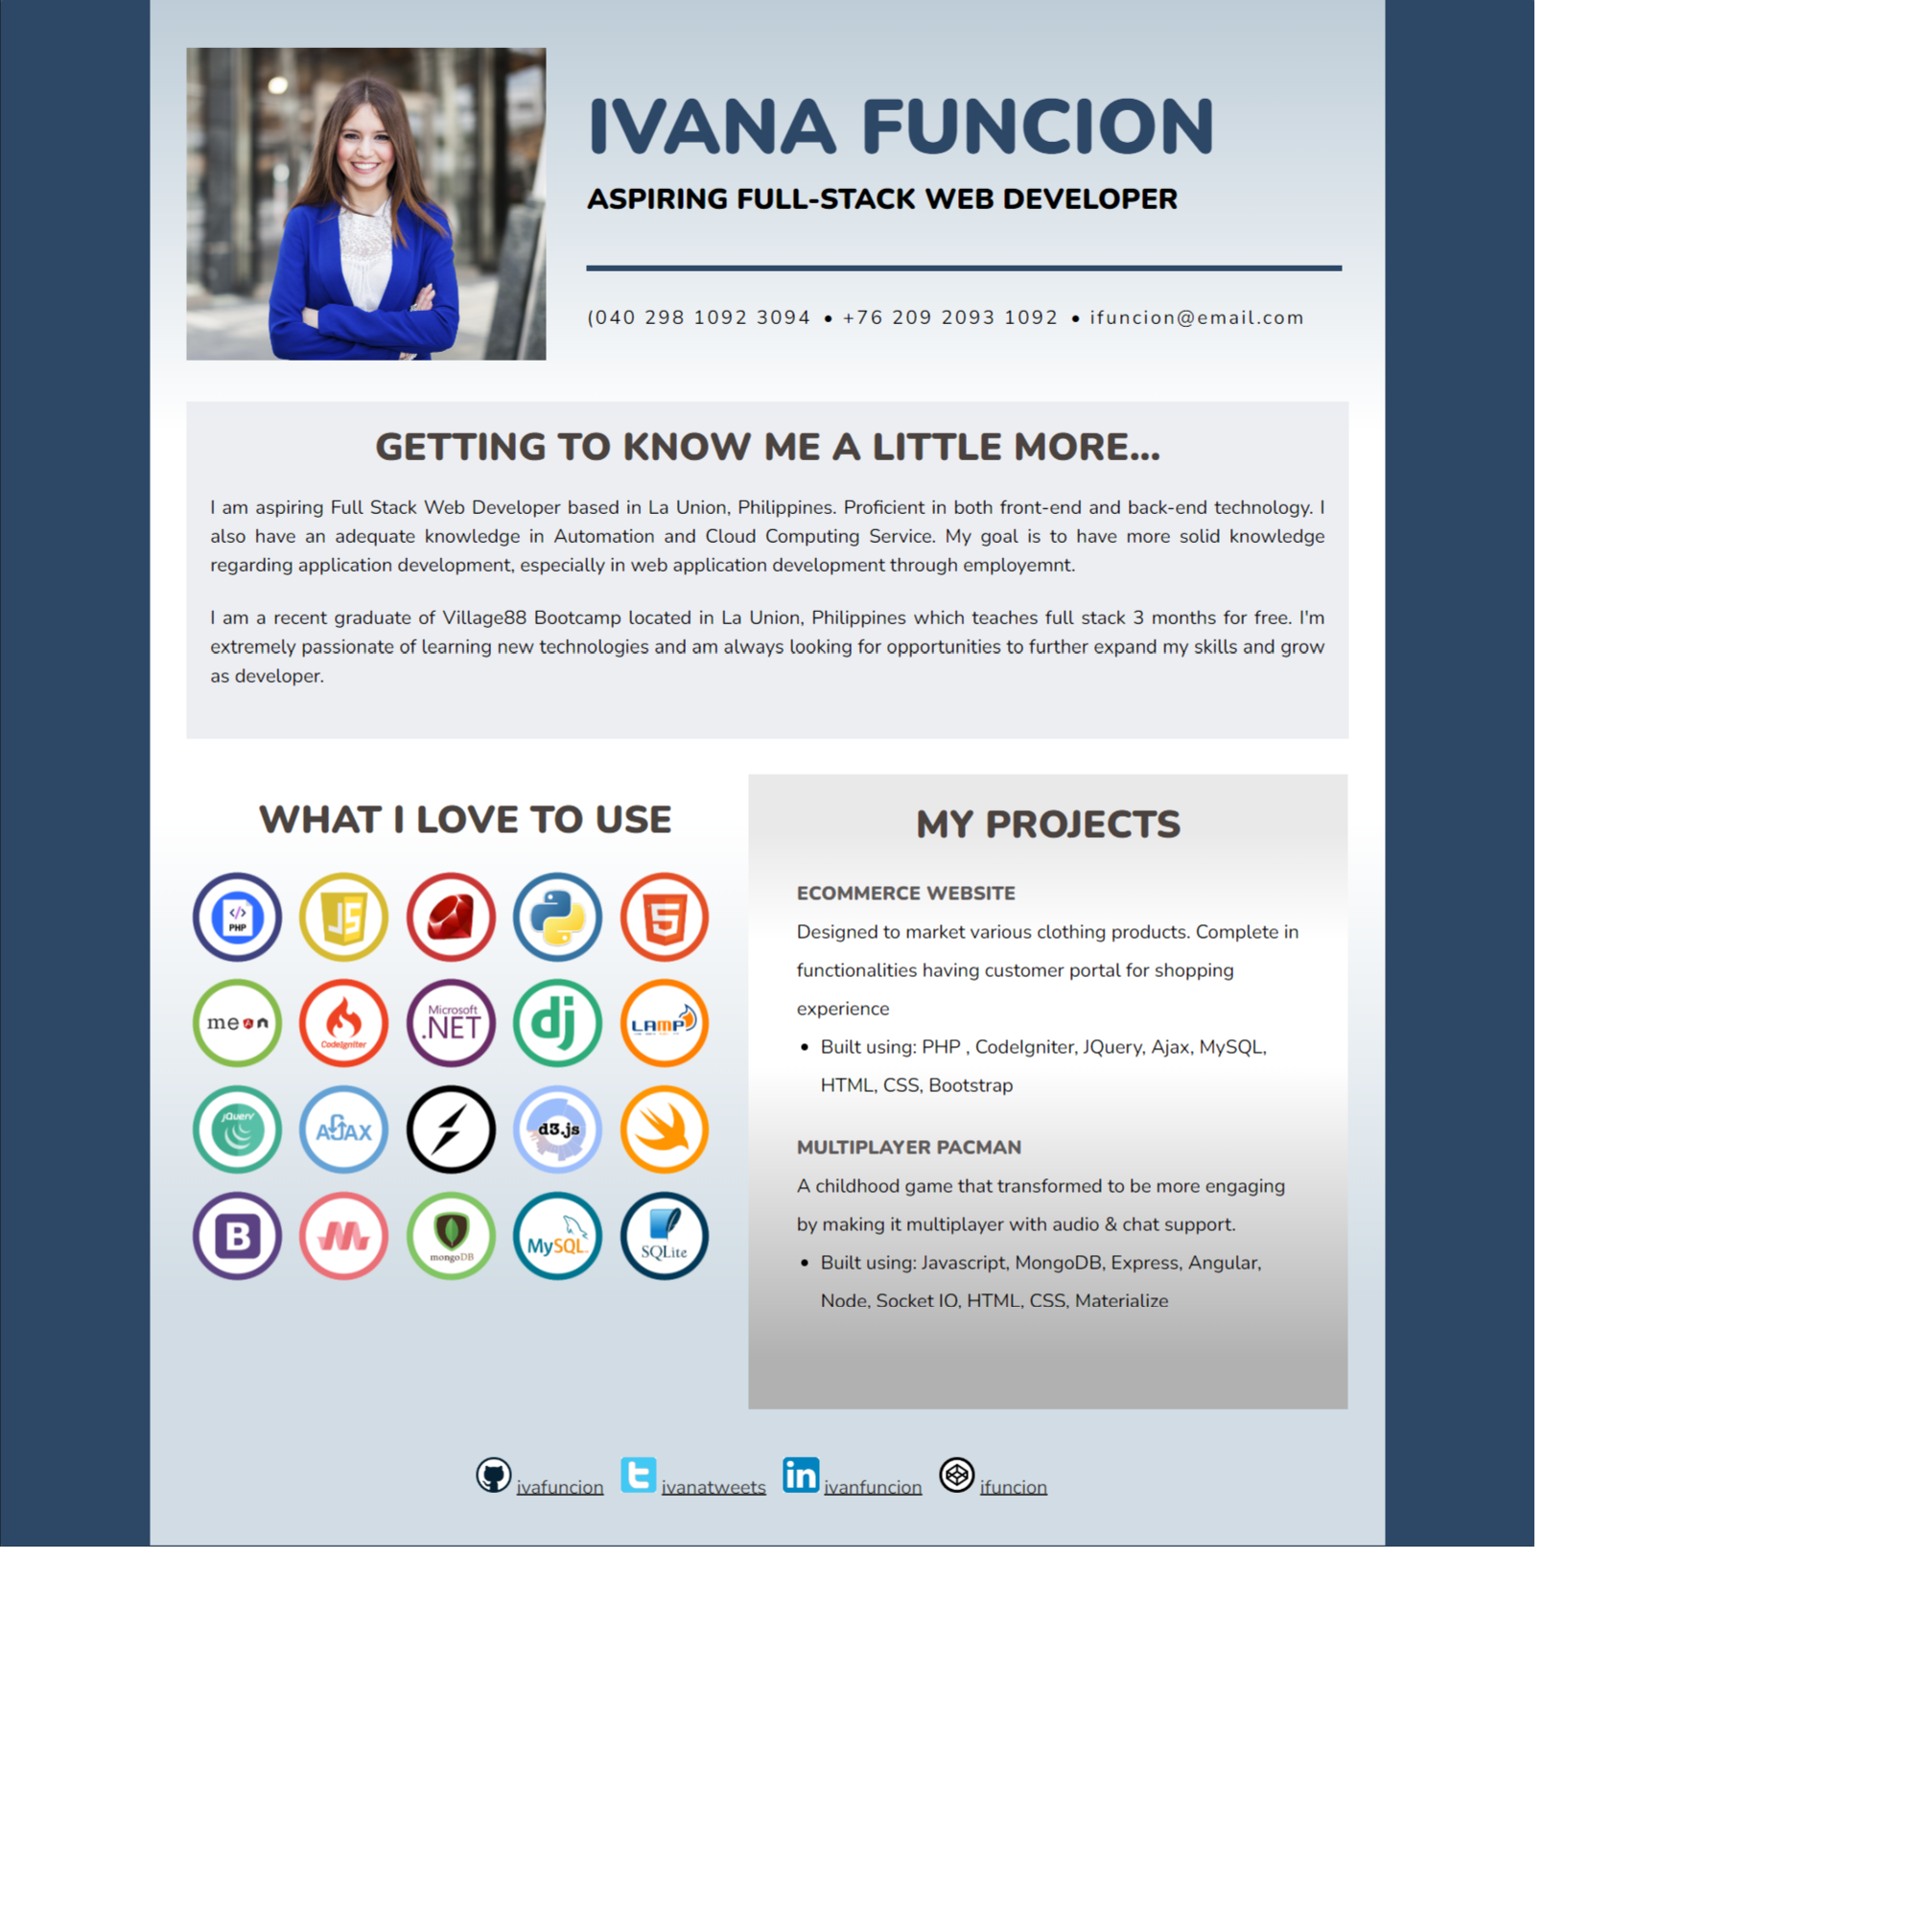 IVANA FUNCION
ASPIRING FULL-STACK WEB DEVELOPER
(040 298 1092 3094 • +76 209 2093 1092 • ifuncion@email.com
GETTING TO KNOW ME A LITTLE MORE...
I am aspiring Full Stack Web Developer based in La Union, Philippines. Proficient in both front-end and back-end technology. I
also have an adequate knowledge in Automation and Cloud Computing Service. My goal is to have more solid knowledge
regarding application development, especially in web application development through employemnt.
I am a recent graduate of Village88 Bootcamp located in La Union, Philippines which teaches full stack 3 months for free. I'm
extremely passionate of learning new technologies and am always looking for opportunities to further expand my skills and grow
as developer.
WHAT I LOVE TO USE
</> PHP
JS
5
mean
CodeIgniter
Microsoft
.NET
dj
LAMP
jQuery
AJAX
d3.js
B
mongoDB
MySQL
SQLite
MY PROJECTS
ECOMMERCE WEBSITE
Designed to market various clothing products. Complete in
functionalities having customer portal for shopping
experience
• Built using: PHP , CodeIgniter, JQuery, Ajax, MySQL,
HTML, CSS, Bootstrap
MULTIPLAYER PACMAN
A childhood game that transformed to be more engaging
by making it multiplayer with audio & chat support.
• Built using: Javascript, MongoDB, Express, Angular,
Node, Socket IO, HTML, CSS, Materialize
ivafuncion t ivanatweets in ivanfuncion ifuncion